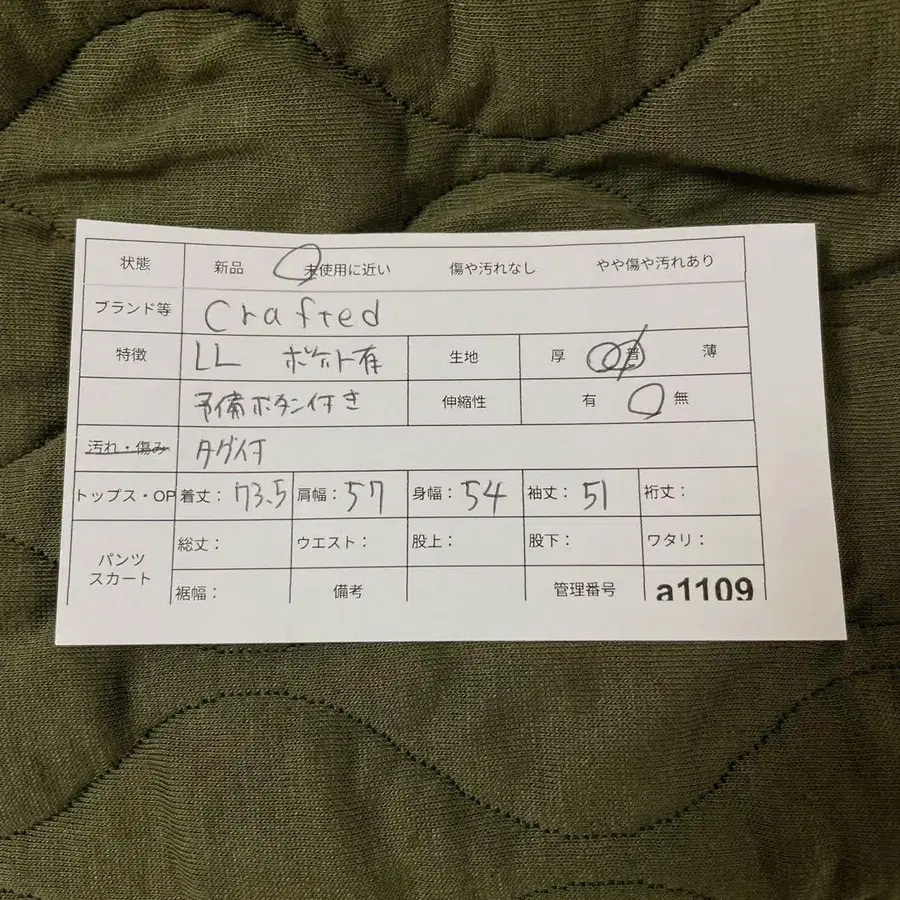 状態 新品 未使用に近い 傷や汚れなし やや傷や汚れあり
ブランド等 Crafted
特徴 LL ポケット有 生地 厚 普 薄
予備ボタン付き 伸縮性 有 無
汚れ・傷み タグ付
トップス・OP 着丈: 73.5 肩幅: 57 身幅: 54 袖丈: 51 裄丈:
パンツ スカート 総丈: ウエスト: 股上: 股下: ワタリ:
裾幅: 備考 管理番号 a1109